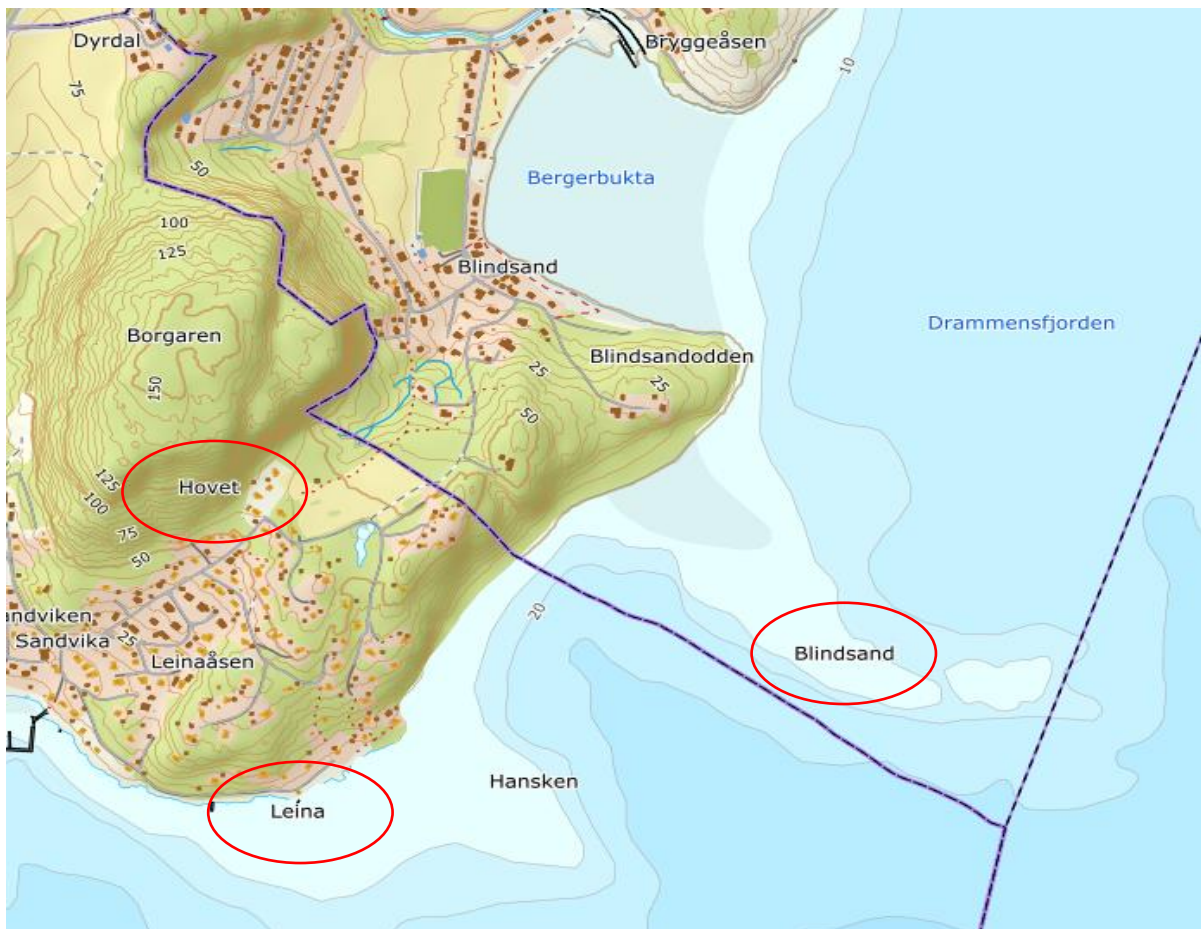 Dyrdal
Bryggeåsen
10
75
50
Bergerbukta
100
125
Blindsand
Drammensfjorden
Borgaren
Blindsandodden
25
25
150
50
125
Hovet
100
75
50
20
andviken
Sandvika
25
Leinaåsen
Blindsand
Hansken
Leina